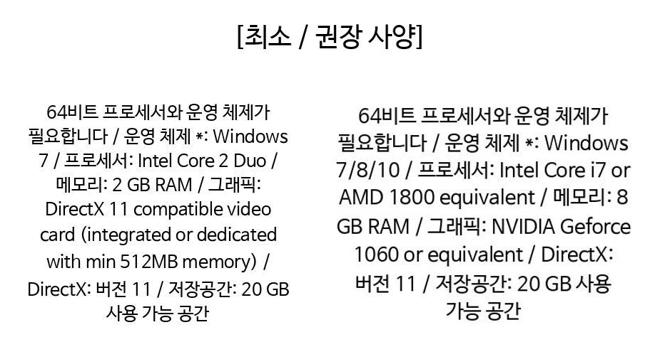 [최소 / 권장 사양]
64비트 프로세서와 운영 체제가
필요합니다 / 운영 체제 *: Windows
7 / 프로세서: Intel Core 2 Duo /
메모리: 2 GB RAM / 그래픽:
DirectX 11 compatible video
card (integrated or dedicated
with min 512MB memory) /
DirectX: 버전 11 / 저장공간: 20 GB
사용 가능 공간
64비트 프로세서와 운영 체제가
필요합니다 / 운영 체제 *: Windows
7/8/10 / 프로세서: Intel Core i7 or
AMD 1800 equivalent / 메모리: 8
GB RAM / 그래픽: NVIDIA Geforce
1060 or equivalent / DirectX:
버전 11 / 저장공간: 20 GB 사용
가능 공간